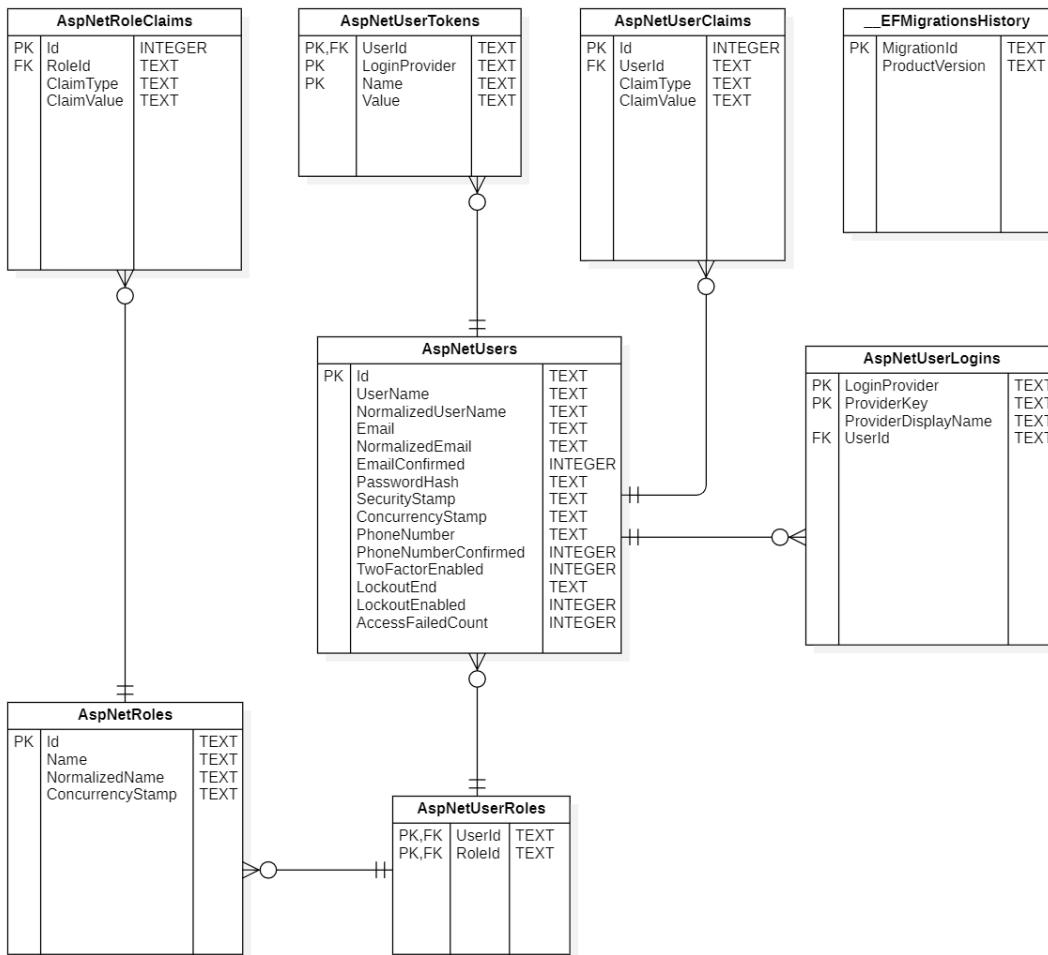 AspNetRoleClaims
PK Id INTEGER
FK RoleId TEXT
ClaimType TEXT
ClaimValue TEXT
AspNetUserTokens
PK,FK UserId TEXT
PK LoginProvider TEXT
PK Name TEXT
Value TEXT
AspNetUserClaims
PK Id INTEGER
FK UserId TEXT
ClaimType TEXT
ClaimValue TEXT
__EFMigrationsHistory
PK MigrationId TEXT
ProductVersion TEXT
AspNetUsers
PK Id TEXT
UserName TEXT
NormalizedUserName TEXT
Email TEXT
NormalizedEmail TEXT
EmailConfirmed INTEGER
PasswordHash TEXT
SecurityStamp TEXT
ConcurrencyStamp TEXT
PhoneNumber TEXT
PhoneNumberConfirmed INTEGER
TwoFactorEnabled INTEGER
LockoutEnd TEXT
LockoutEnabled INTEGER
AccessFailedCount INTEGER
AspNetUserLogins
PK LoginProvider TEXT
PK ProviderKey TEXT
ProviderDisplayName TEXT
FK UserId TEXT
AspNetRoles
PK Id TEXT
Name TEXT
NormalizedName TEXT
ConcurrencyStamp TEXT
AspNetUserRoles
PK,FK UserId TEXT
PK,FK RoleId TEXT